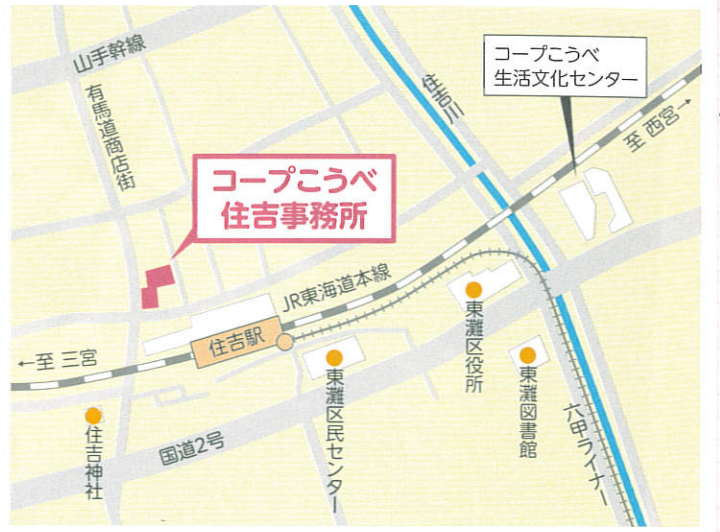 山手幹線
有馬道商店街
コープこうべ
住吉事務所
住吉川
コープこうべ
生活文化センター
至 西宮→
JR東海道本線
住吉駅
←至 三宮
東灘区役所
東灘図書館
東灘区民センター
住吉神社
国道2号
六甲ライナー